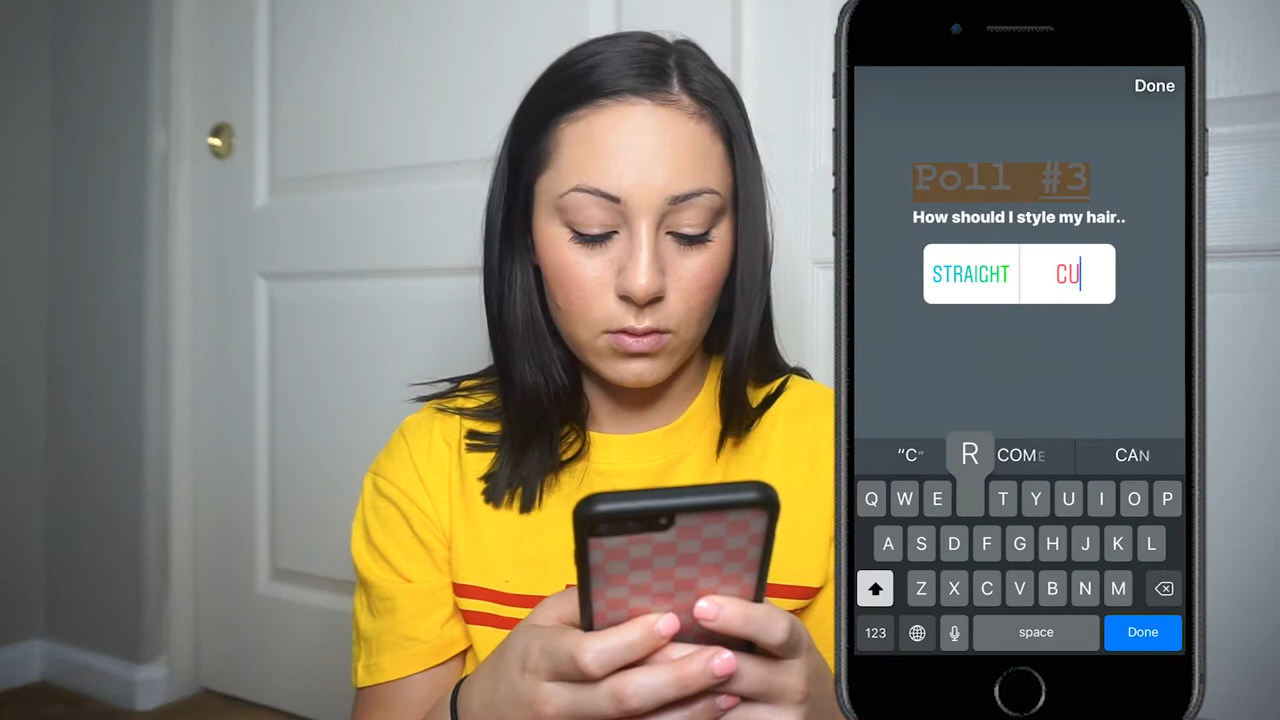 Done
Poll #3
How should I style my hair..
STRAIGHT CU
"C" COME CAN
R
Q W E T Y U I O P
A S D F G H J K L
Z X C V B N M
123 space Done